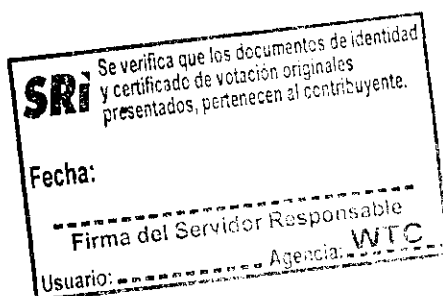 SRi Se verifica que los documentos de identidad
y certificado de votación originales
presentados, pertenecen al contribuyente.
Fecha:
Firma del Servidor Responsable
Usuario: Agencia: WTC